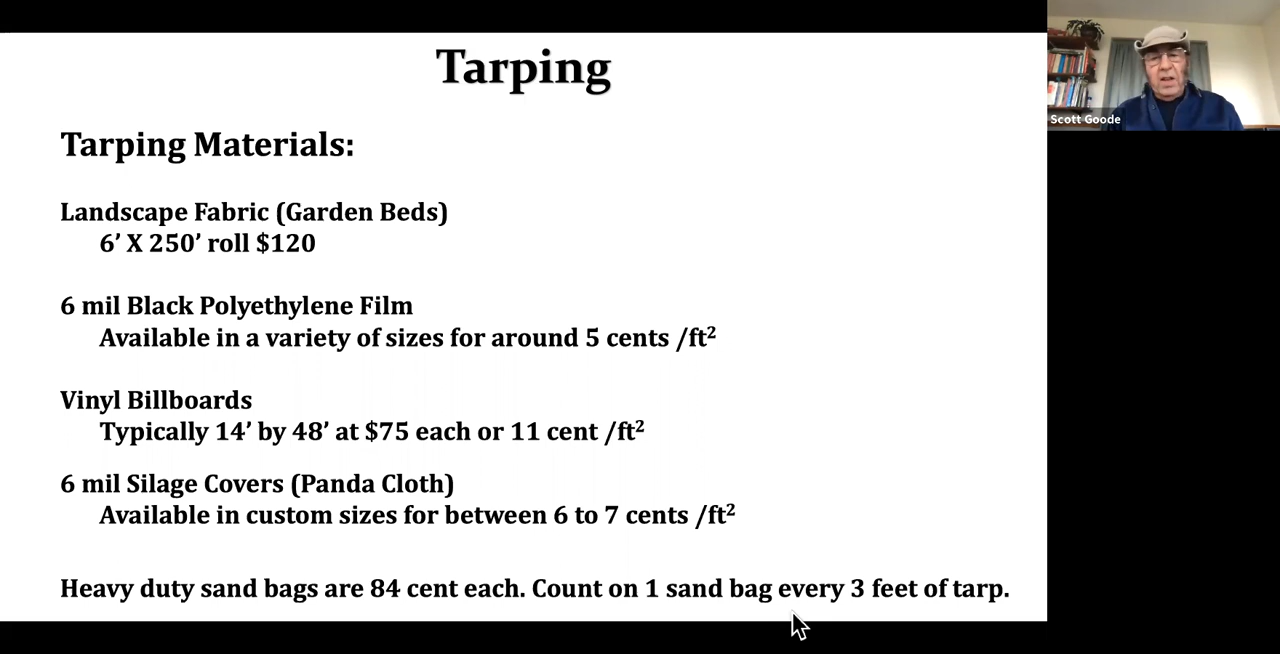 Tarping
Scott Goode
Tarping Materials:
Landscape Fabric (Garden Beds)
6’ X 250’ roll $120
6 mil Black Polyethylene Film
Available in a variety of sizes for around 5 cents /ft²
Vinyl Billboards
Typically 14’ by 48’ at $75 each or 11 cent /ft²
6 mil Silage Covers (Panda Cloth)
Available in custom sizes for between 6 to 7 cents /ft²
Heavy duty sand bags are 84 cent each. Count on 1 sand bag every 3 feet of tarp.